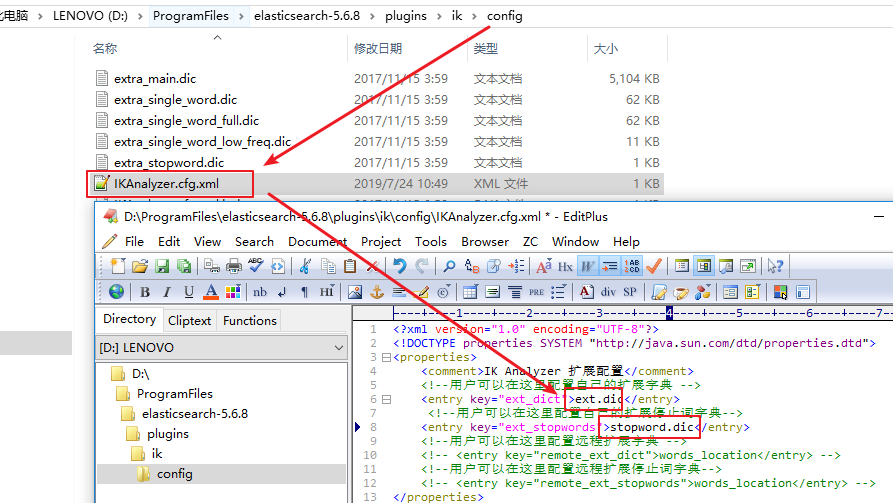 比电脑 > LENOVO (D:) > ProgramFiles > elasticsearch-5.6.8 > plugins > ik > config
名称 修改日期 类型 大小
extra_main.dic 2017/11/15 3:59 文本文档 5,104 KB
extra_single_word.dic 2017/11/15 3:59 文本文档 62 KB
extra_single_word_full.dic 2017/11/15 3:59 文本文档 62 KB
extra_single_word_low_freq.dic 2017/11/15 3:59 文本文档 11 KB
extra_stopword.dic 2017/11/15 3:59 文本文档 1 KB
IKAnalyzer.cfg.xml 2019/7/24 10:49 XML 文件 1 KB
D:\ProgramFiles\elasticsearch-5.6.8\plugins\ik\config\IKAnalyzer.cfg.xml * - EditPlus
File Edit View Search Document Project Tools Browser ZC Window Help
B I U A nb HI A div SP PRE
Directory Cliptext Functions
[D:] LENOVO
D:\
ProgramFiles
elasticsearch-5.6.8
plugins
ik
config
----+----1----+----2----+----3----+----4----+----5----+----6----+----7--
1 <?xml version="1.0" encoding="UTF-8"?>
2 <!DOCTYPE properties SYSTEM "http://java.sun.com/dtd/properties.dtd">
3 <properties>
4 <comment>IK Analyzer 扩展配置</comment>
5 <!--用户可以在这里配置自己的扩展字典 -->
6 <entry key="ext_dict">ext.dic</entry>
7 <!--用户可以在这里配置自己的扩展停止词字典-->
8 <entry key="ext_stopwords">stopword.dic</entry>
9 <!--用户可以在这里配置远程扩展字典 -->
10 <!-- <entry key="remote_ext_dict">words_location</entry> -->
11 <!--用户可以在这里配置远程扩展停止词字典-->
12 <!-- <entry key="remote_ext_stopwords">words_location</entry> -->
13 </properties>